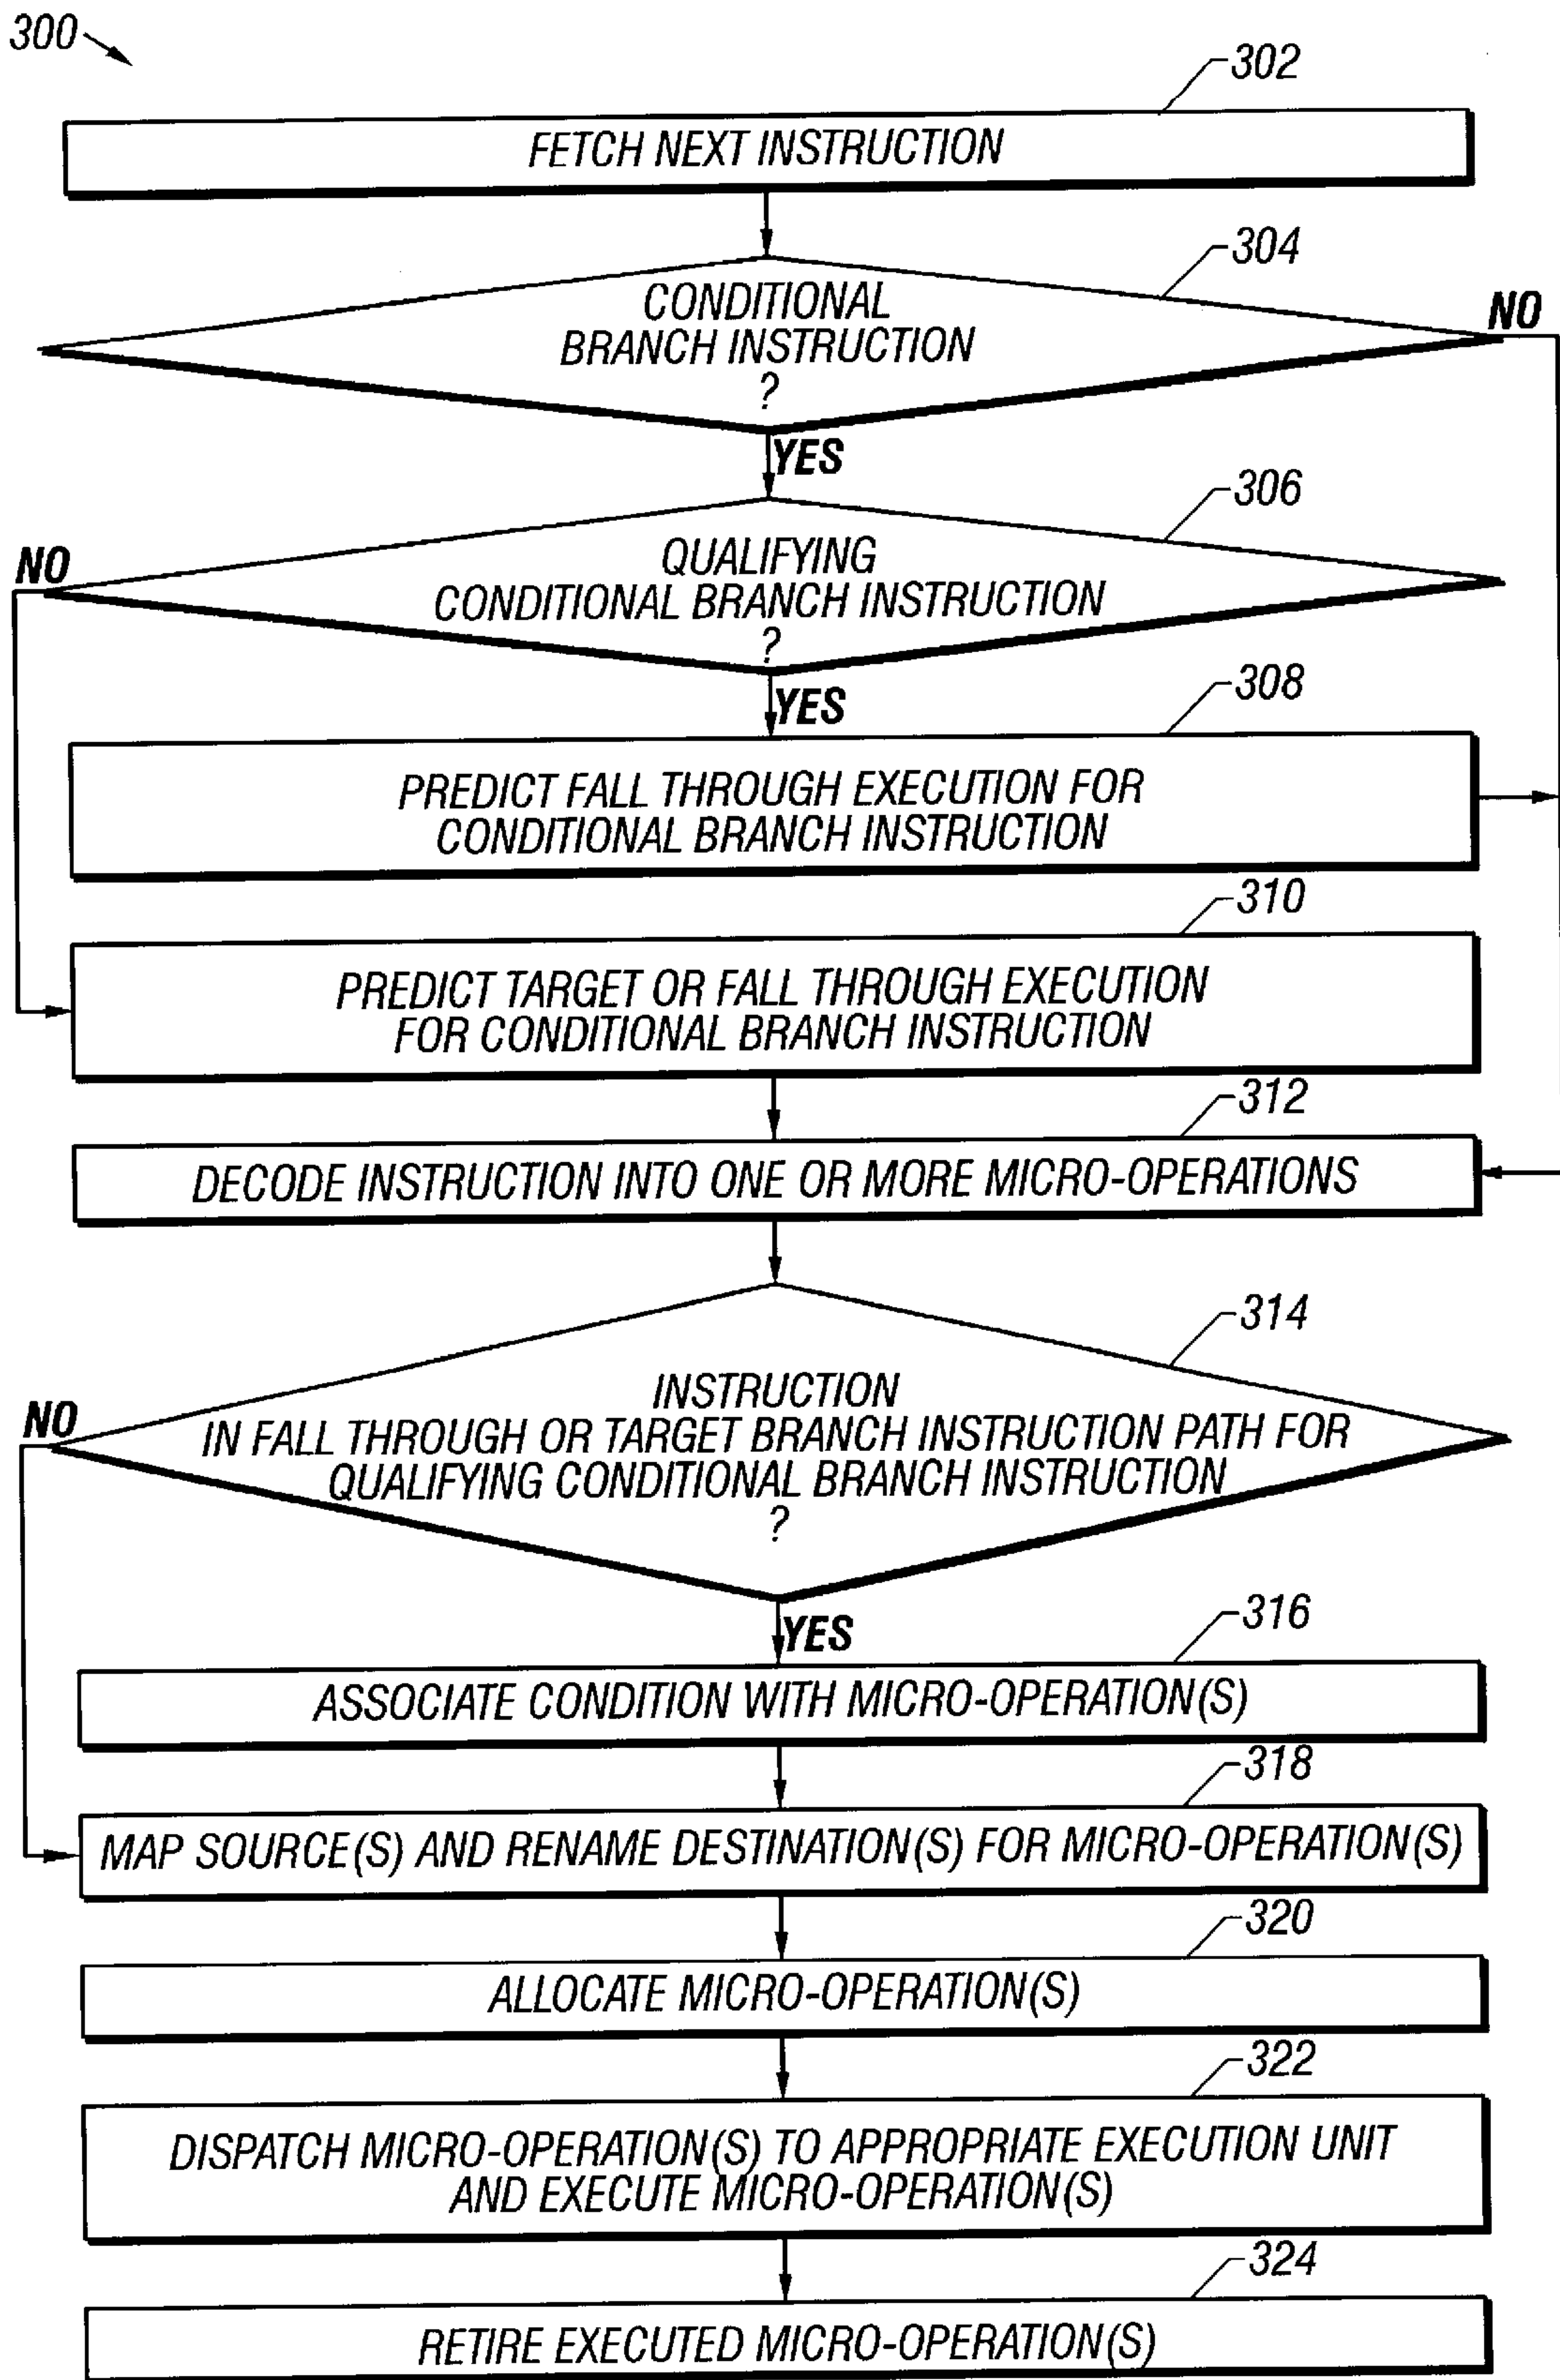 300
302
FETCH NEXT INSTRUCTION
304
CONDITIONAL
BRANCH INSTRUCTION
?
NO
YES
306
NO
QUALIFYING
CONDITIONAL BRANCH INSTRUCTION
?
YES
308
PREDICT FALL THROUGH EXECUTION FOR
CONDITIONAL BRANCH INSTRUCTION
310
PREDICT TARGET OR FALL THROUGH EXECUTION
FOR CONDITIONAL BRANCH INSTRUCTION
312
DECODE INSTRUCTION INTO ONE OR MORE MICRO-OPERATIONS
314
NO
INSTRUCTION
IN FALL THROUGH OR TARGET BRANCH INSTRUCTION PATH FOR
QUALIFYING CONDITIONAL BRANCH INSTRUCTION
?
YES
316
ASSOCIATE CONDITION WITH MICRO-OPERATION(S)
318
MAP SOURCE(S) AND RENAME DESTINATION(S) FOR MICRO-OPERATION(S)
320
ALLOCATE MICRO-OPERATION(S)
322
DISPATCH MICRO-OPERATION(S) TO APPROPRIATE EXECUTION UNIT
AND EXECUTE MICRO-OPERATION(S)
324
RETIRE EXECUTED MICRO-OPERATION(S)